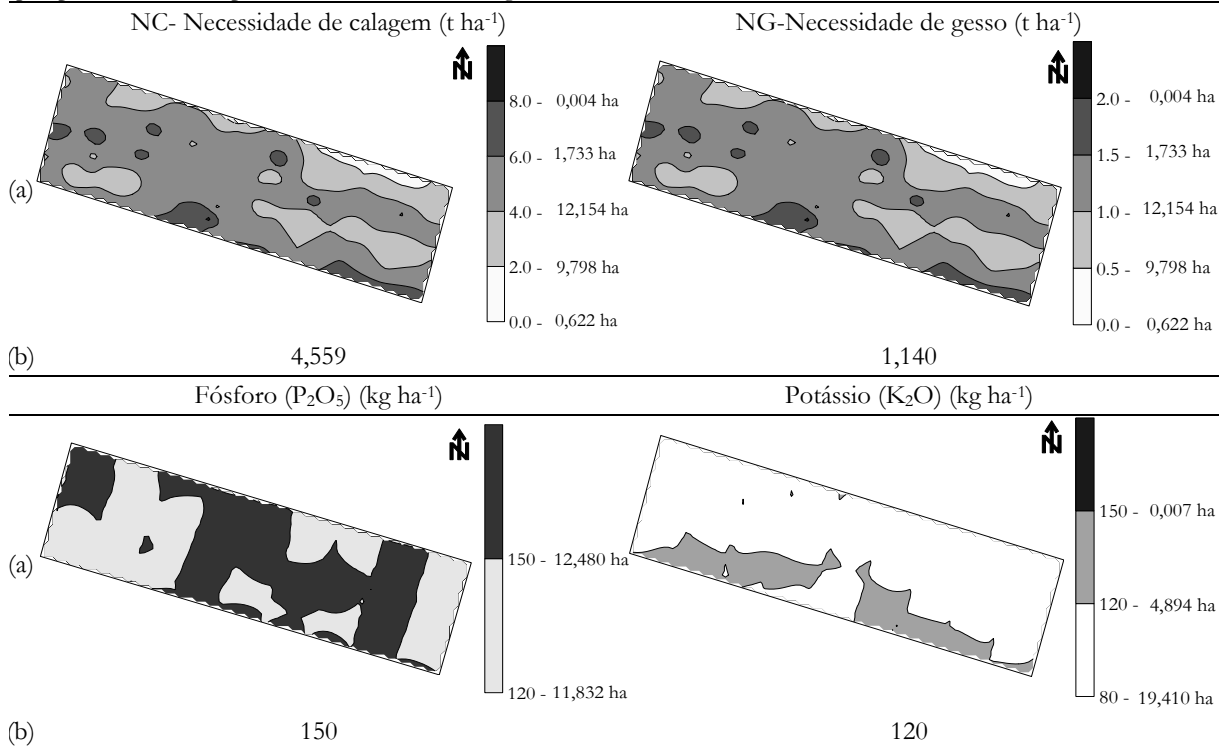 NC- Necessidade de calagem (t ha⁻¹) NG-Necessidade de gesso (t ha⁻¹)
N N
8.0 - 0,004 ha 2.0 - 0,004 ha
6.0 - 1,733 ha 1.5 - 1,733 ha
(a)
4.0 - 12,154 ha 1.0 - 12,154 ha
2.0 - 9,798 ha 0.5 - 9,798 ha
0.0 - 0,622 ha 0.0 - 0,622 ha
(b) 4,559 1,140
Fósforo (P₂O₅) (kg ha⁻¹) Potássio (K₂O) (kg ha⁻¹)
N N
150 - 0,007 ha
(a) 150 - 12,480 ha
120 - 4,894 ha
120 - 11,832 ha 80 - 19,410 ha
(b) 150 120